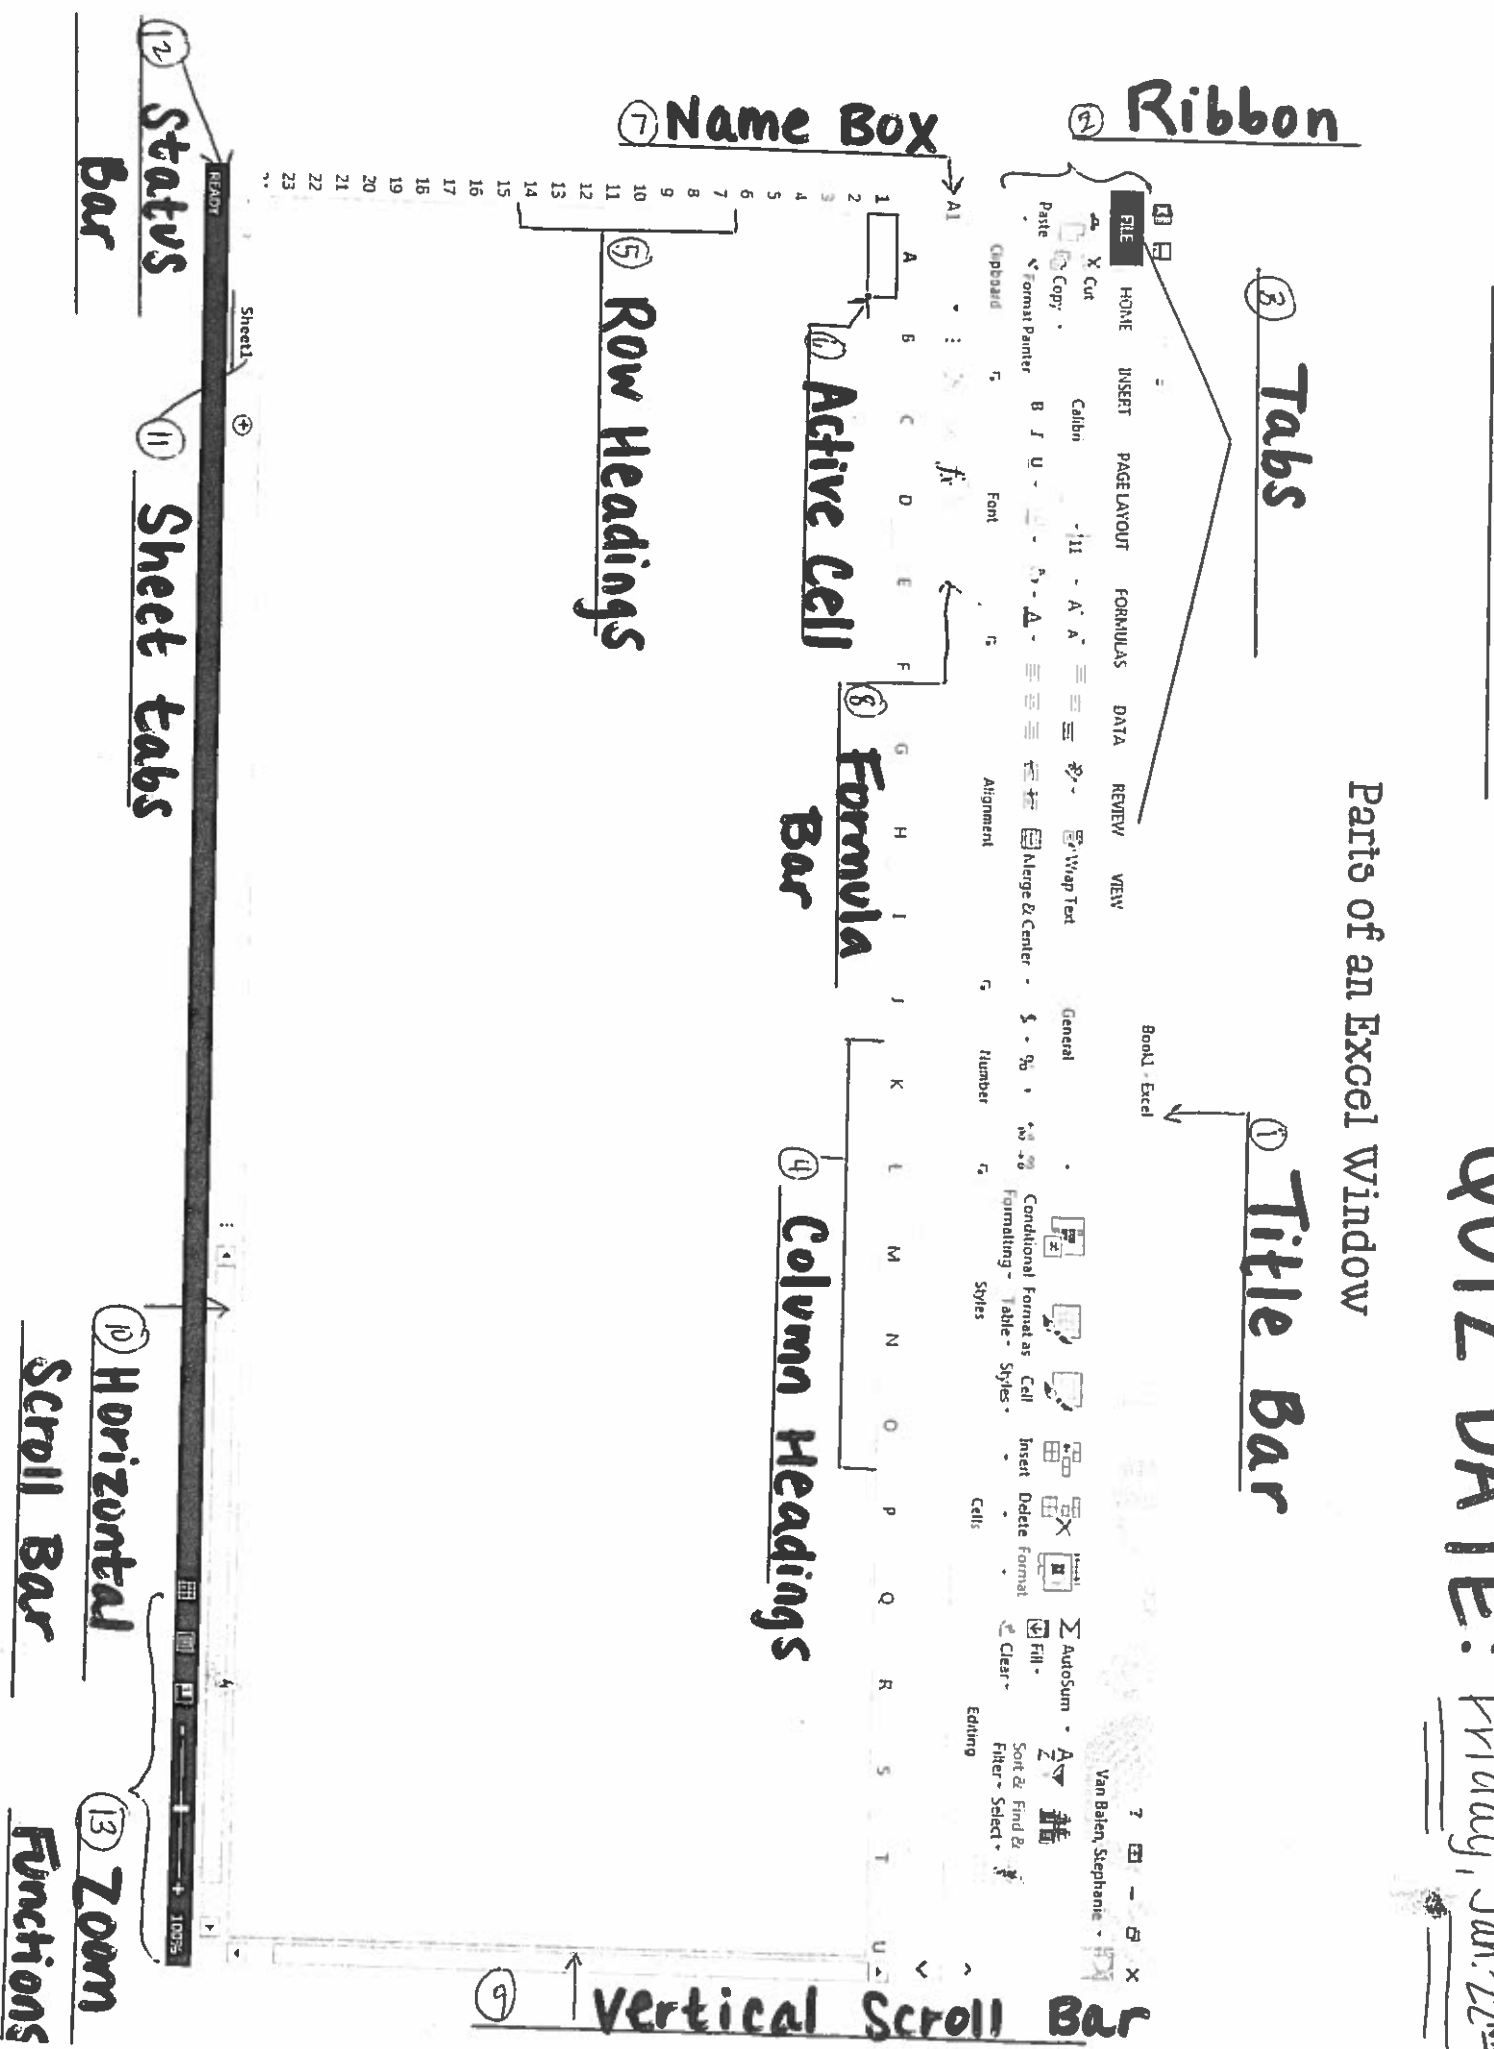 QUIZ DATE: Friday, Jan. 22nd
Parts of an Excel Window
① Title Bar
③ Tabs
② Ribbon
Book1 - Excel
? – X
FILE HOME INSERT PAGE LAYOUT FORMULAS DATA REVIEW VIEW
Van Balen, Stephanie
Cut
Copy
Paste
Format Painter
Calibri 11 A A
B I U A
Wrap Text
Merge & Center
General
$ % ,
Conditional Format as Cell
Formatting Table Styles
Insert Delete Format
Σ AutoSum
Fill
Clear
A
Z
Sort & Find &
Filter Select
Clipboard Font Alignment Number Styles Cells Editing
⑦ Name Box
A1 fx
A B C D E F G H I J K L M N O P Q R S T U
1
2
3
4
5
6
7
8
9
10
11
12
13
14
15
16
17
18
19
20
21
22
23
⑧ Formula
Bar
⑥ Active Cell
④ Column Headings
⑤ Row Headings
⑨ Vertical Scroll Bar
Sheet1
READY 100%
⑪ Sheet tabs
⑫ Status
Bar
⑩ Horizontal
Scroll Bar
⑬ Zoom
Functions